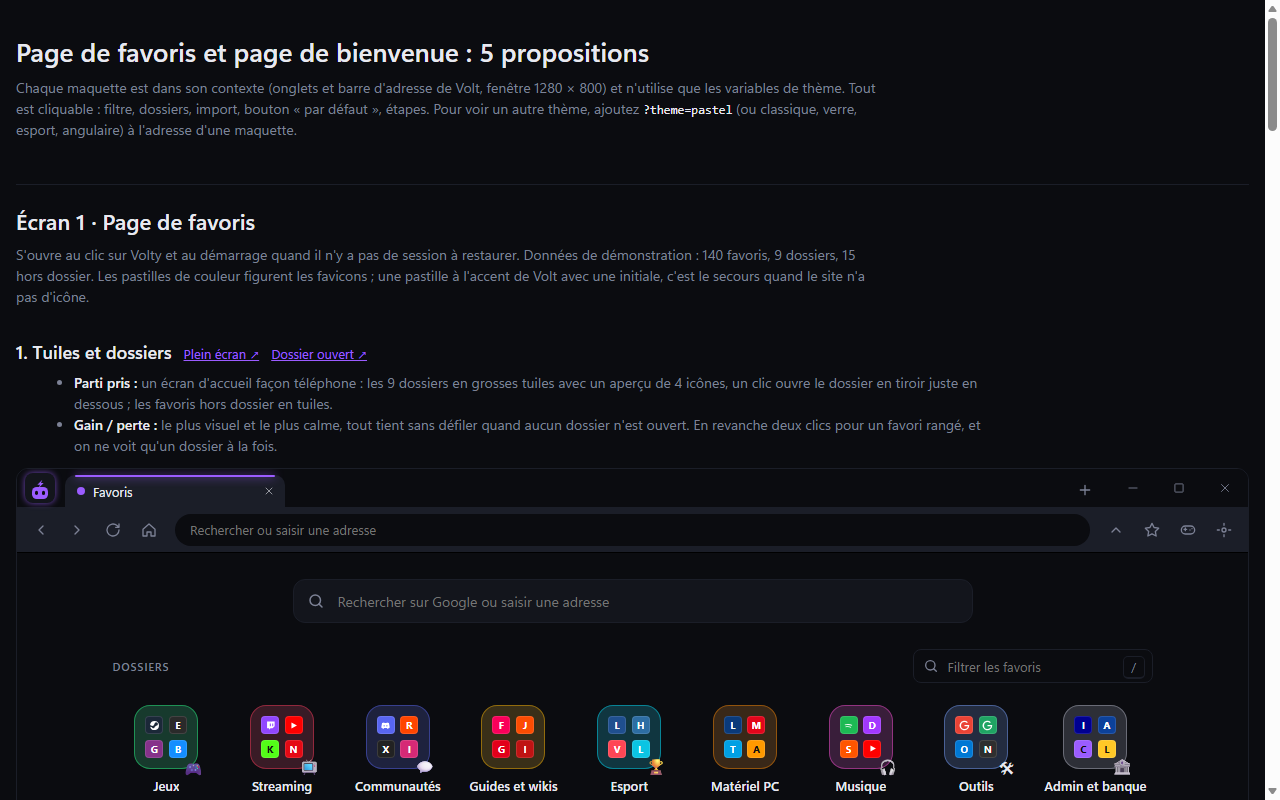 Page de favoris et page de bienvenue : 5 propositions
Chaque maquette est dans son contexte (onglets et barre d'adresse de Volt, fenêtre 1280 × 800) et n'utilise que les variables de thème. Tout
est cliquable : filtre, dossiers, import, bouton « par défaut », étapes. Pour voir un autre thème, ajoutez ?theme=pastel (ou classique, verre,
esport, angulaire) à l'adresse d'une maquette.
Écran 1 · Page de favoris
S'ouvre au clic sur Volty et au démarrage quand il n'y a pas de session à restaurer. Données de démonstration : 140 favoris, 9 dossiers, 15
hors dossier. Les pastilles de couleur figurent les favicons ; une pastille à l'accent de Volt avec une initiale, c'est le secours quand le site n'a
pas d'icône.
1. Tuiles et dossiers Plein écran ↗ Dossier ouvert ↗
• Parti pris : un écran d'accueil façon téléphone : les 9 dossiers en grosses tuiles avec un aperçu de 4 icônes, un clic ouvre le dossier en tiroir juste en
dessous ; les favoris hors dossier en tuiles.
• Gain / perte : le plus visuel et le plus calme, tout tient sans défiler quand aucun dossier n'est ouvert. En revanche deux clics pour un favori rangé, et
on ne voit qu'un dossier à la fois.
Favoris
Rechercher ou saisir une adresse
Rechercher sur Google ou saisir une adresse
DOSSIERS
Filtrer les favoris /
E R F J L H L M D G G I A
G B K N X I G I V L T A S O N C L
Jeux Streaming Communautés Guides et wikis Esport Matériel PC Musique Outils Admin et banque